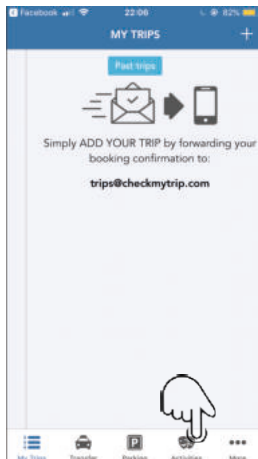 Facebook 22:06 82%
MY TRIPS +
Past trips
Simply ADD YOUR TRIP by forwarding your
booking confirmation to:
trips@checkmytrip.com
P
My Trips Transfer Parking Activities More